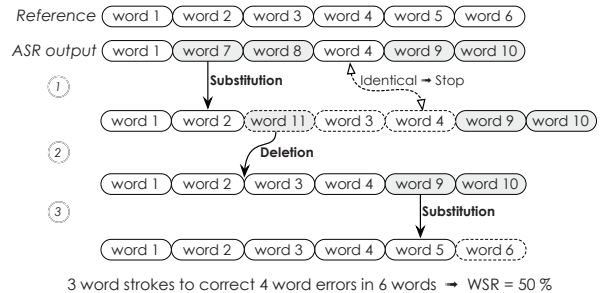 Reference word 1 word 2 word 3 word 4 word 5 word 6
ASR output word 1 word 7 word 8 word 4 word 9 word 10
1 Substitution Identical → Stop
word 1 word 2 word 11 word 3 word 4 word 9 word 10
2 Deletion
word 1 word 2 word 3 word 4 word 9 word 10
3 Substitution
word 1 word 2 word 3 word 4 word 5 word 6
3 word strokes to correct 4 word errors in 6 words → WSR = 50 %